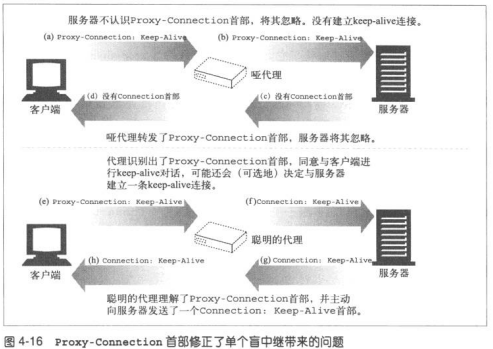 服务器不认识Proxy-Connection首部，将其忽略。没有建立keep-alive连接。
(a) Proxy-Connection: Keep-Alive
(b) Proxy-Connection: Keep-Alive
哑代理
(d) 没有Connection首部
(c) 没有Connection首部
客户端
服务器
哑代理转发了Proxy-Connection首部，服务器将其忽略。
代理识别出了Proxy-Connection首部，同意与客户端进
行keep-alive对话，可能还会（可选地）决定与服务器
建立一条keep-alive连接。
(e) Proxy-Connection: Keep-Alive
(f)Connection: Keep-Alive
聪明的代理
(h) Connection: Keep-Alive
(g) Connection: Keep-Alive
客户端
服务器
聪明的代理理解了Proxy-Connection首部，并主动
向服务器发送了一个Connection: Keep-Alive首部。
图 4-16 Proxy-Connection 首部修正了单个盲中继带来的问题